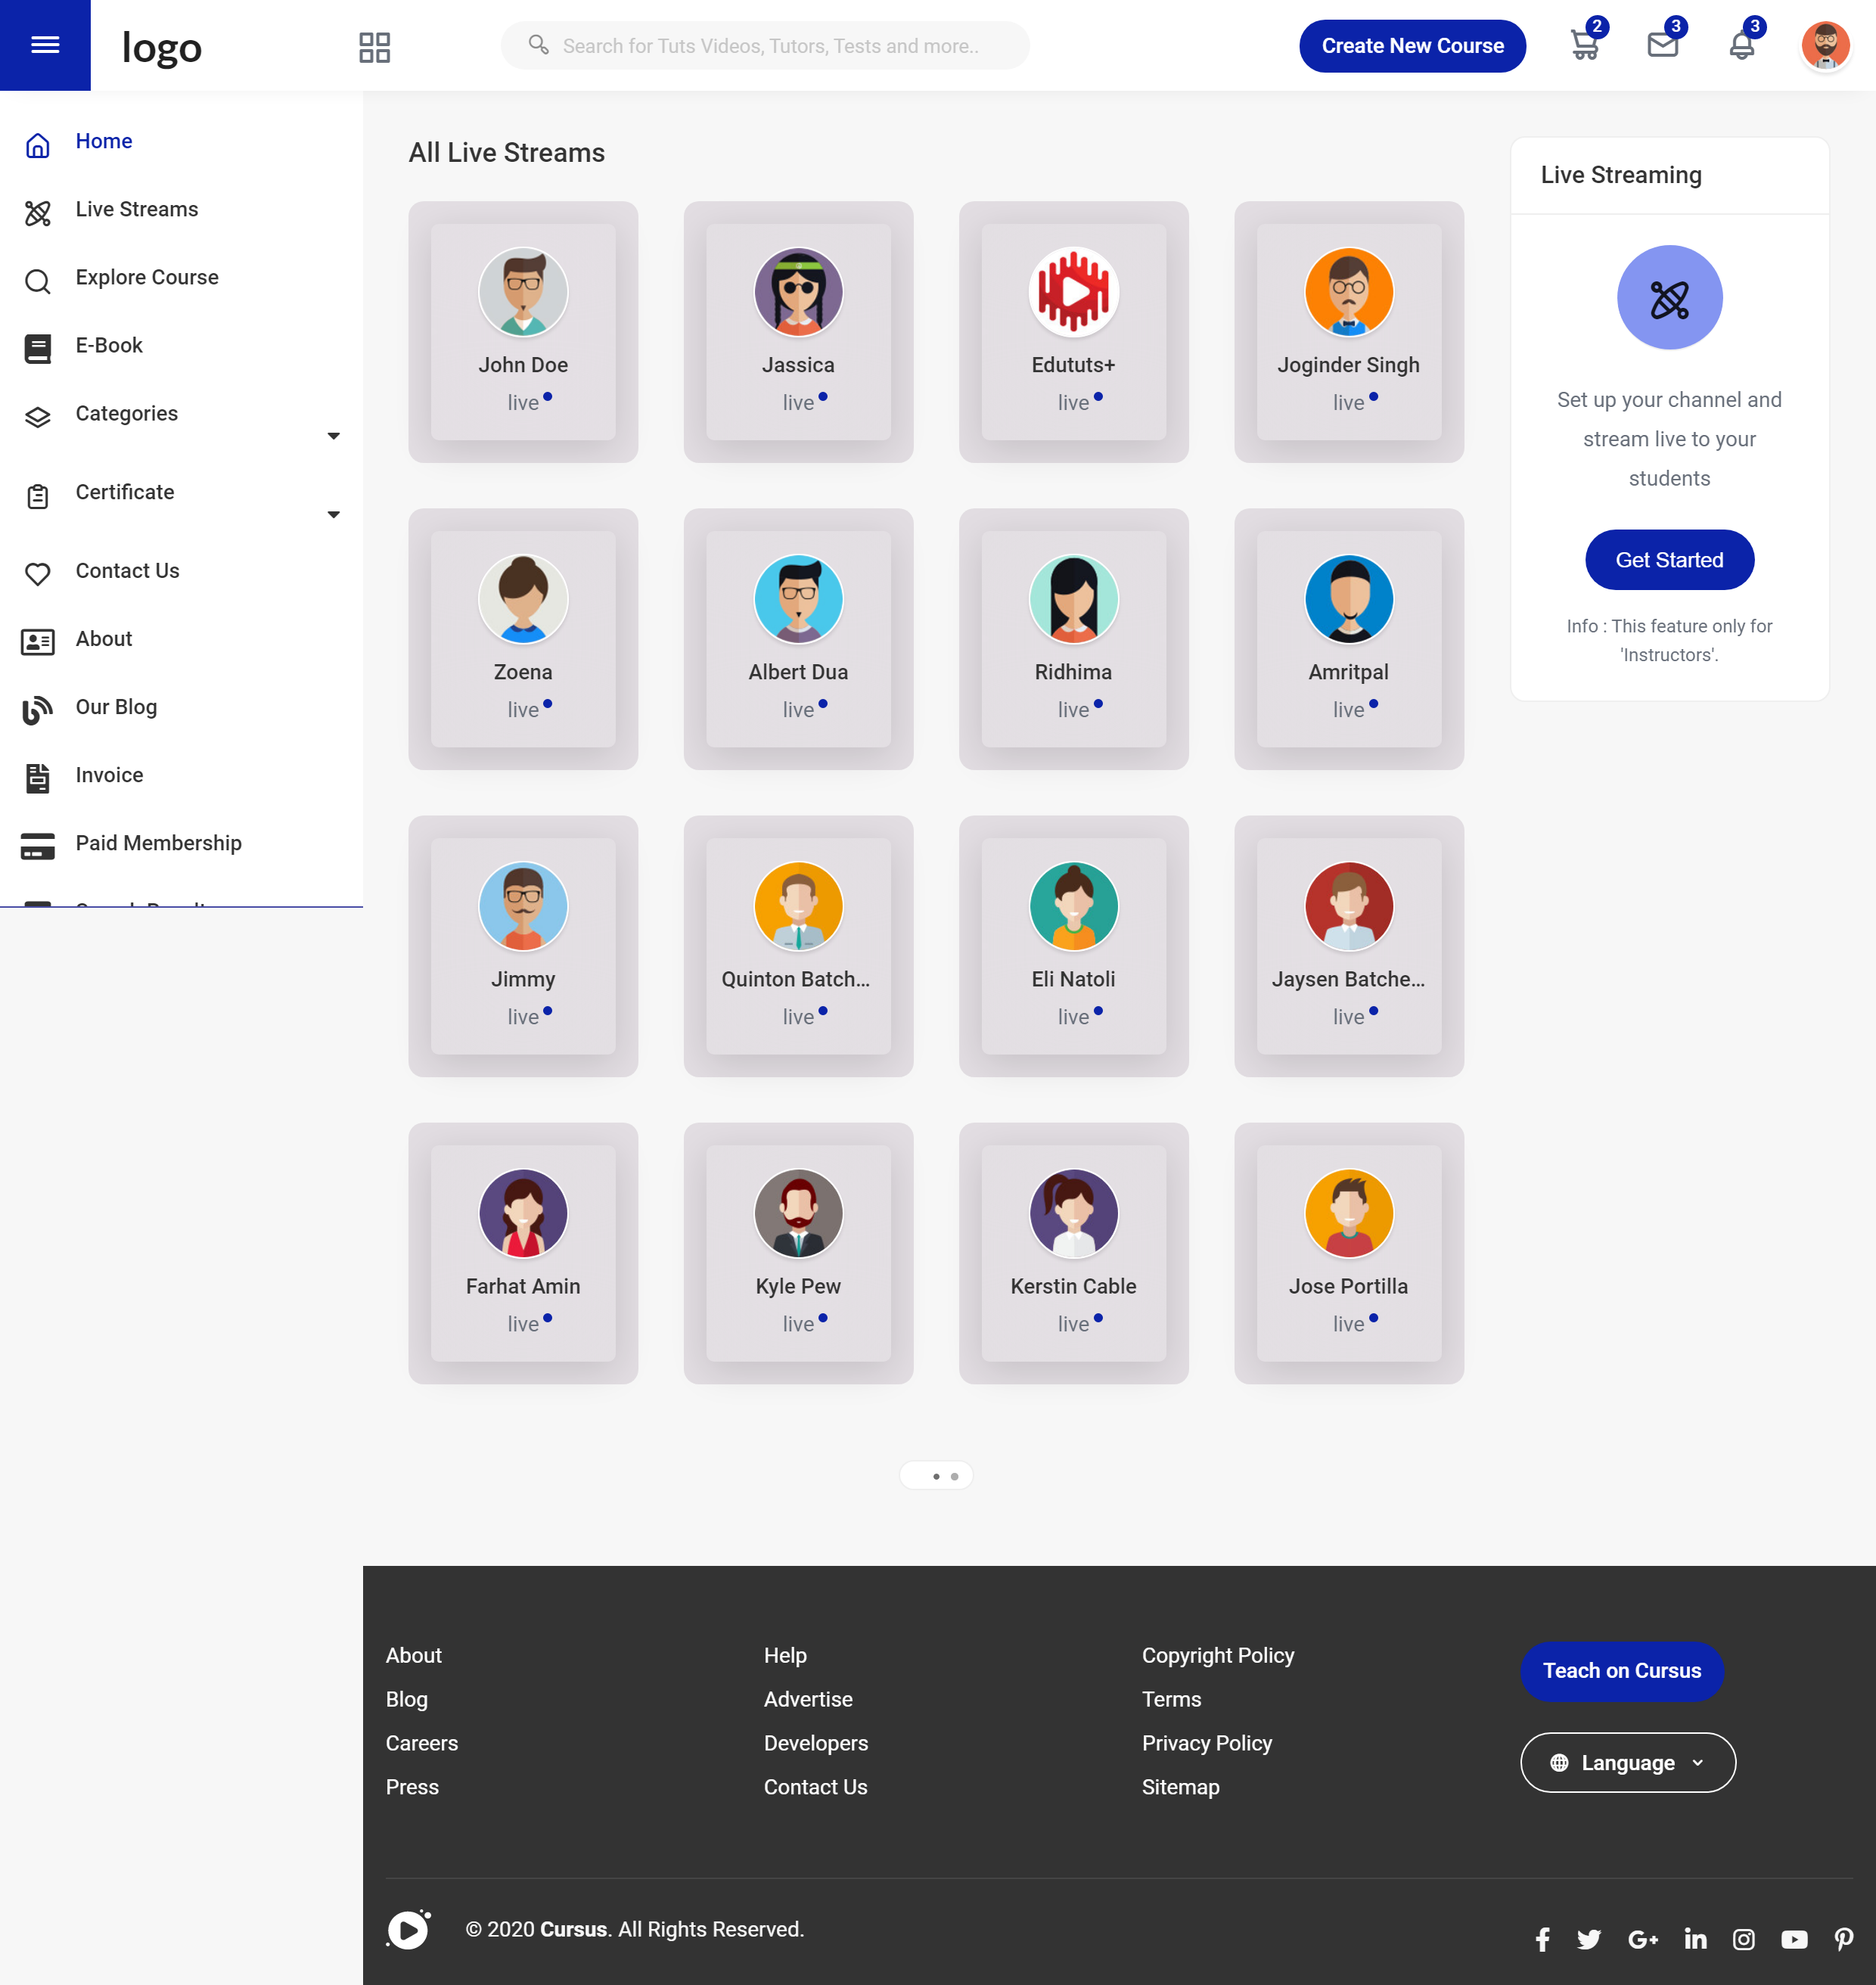 logo
Search for Tuts Videos, Tutors, Tests and more..
Create New Course
2
3
3
Home
Live Streams
Explore Course
E-Book
Categories
Certificate
Contact Us
About
Our Blog
Invoice
Paid Membership
All Live Streams
John Doe
live
Jassica
live
Edututs+
live
Joginder Singh
live
Zoena
live
Albert Dua
live
Ridhima
live
Amritpal
live
Jimmy
live
Quinton Batch...
live
Eli Natoli
live
Jaysen Batche...
live
Farhat Amin
live
Kyle Pew
live
Kerstin Cable
live
Jose Portilla
live
Live Streaming
Set up your channel and
stream live to your
students
Get Started
Info : This feature only for
'Instructors'.
About
Blog
Careers
Press
Help
Advertise
Developers
Contact Us
Copyright Policy
Terms
Privacy Policy
Sitemap
Teach on Cursus
Language
© 2020 Cursus. All Rights Reserved.